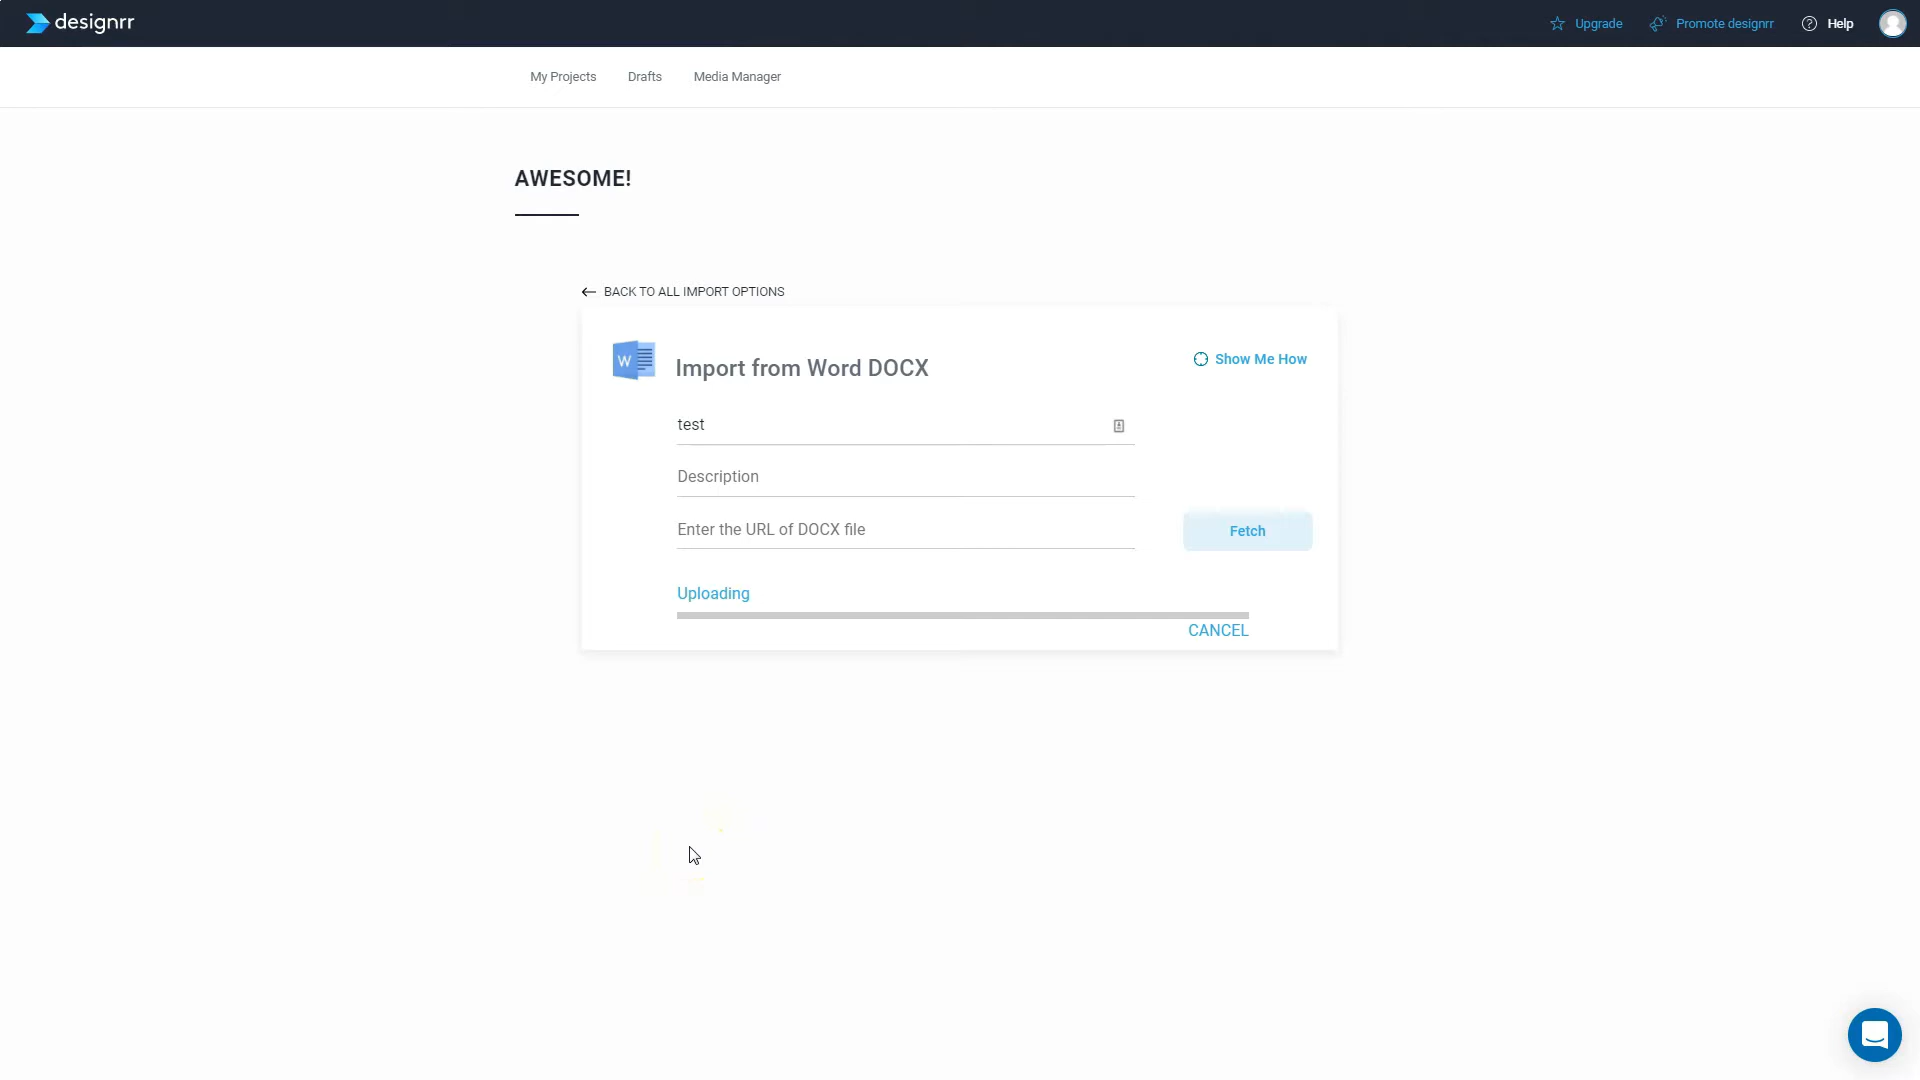 designrr
Upgrade
Promote designrr
Help
My Projects
Drafts
Media Manager
AWESOME!
BACK TO ALL IMPORT OPTIONS
W
Import from Word DOCX
Show Me How
test
Description
Enter the URL of DOCX file
Fetch
Uploading
CANCEL